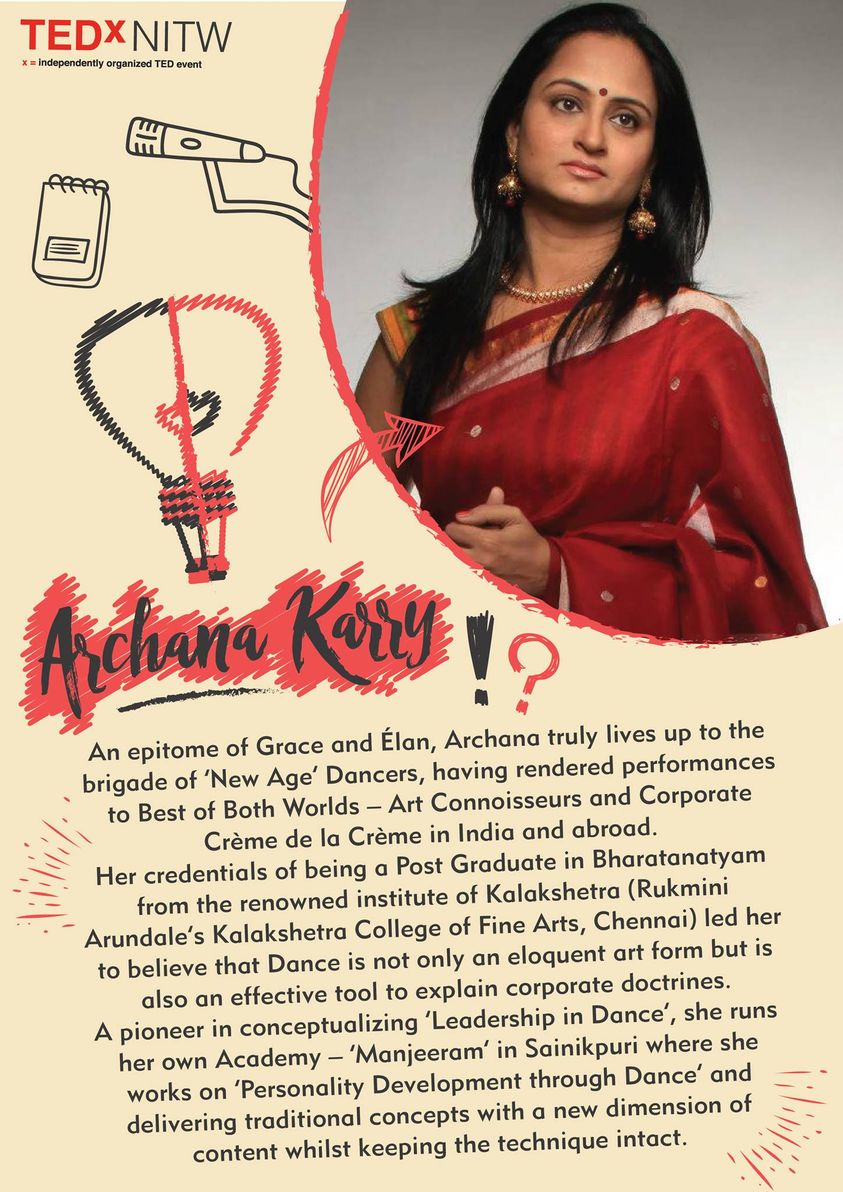 TEDxNITW
x = independently organized TED event
Archana Karry
!?
An epitome of Grace and Élan, Archana truly lives up to the
brigade of ‘New Age‘ Dancers, having rendered performances
to Best of Both Worlds – Art Connoisseurs and Corporate
Crème de la Crème in India and abroad.
Her credentials of being a Post Graduate in Bharatanatyam
from the renowned institute of Kalakshetra (Rukmini
Arundale‘s Kalakshetra College of Fine Arts, Chennai) led her
to believe that Dance is not only an eloquent art form but is
also an effective tool to explain corporate doctrines.
A pioneer in conceptualizing ‘Leadership in Dance‘, she runs
her own Academy – ‘Manjeeram‘ in Sainikpuri where she
works on ‘Personality Development through Dance‘ and
delivering traditional concepts with a new dimension of
content whilst keeping the technique intact.